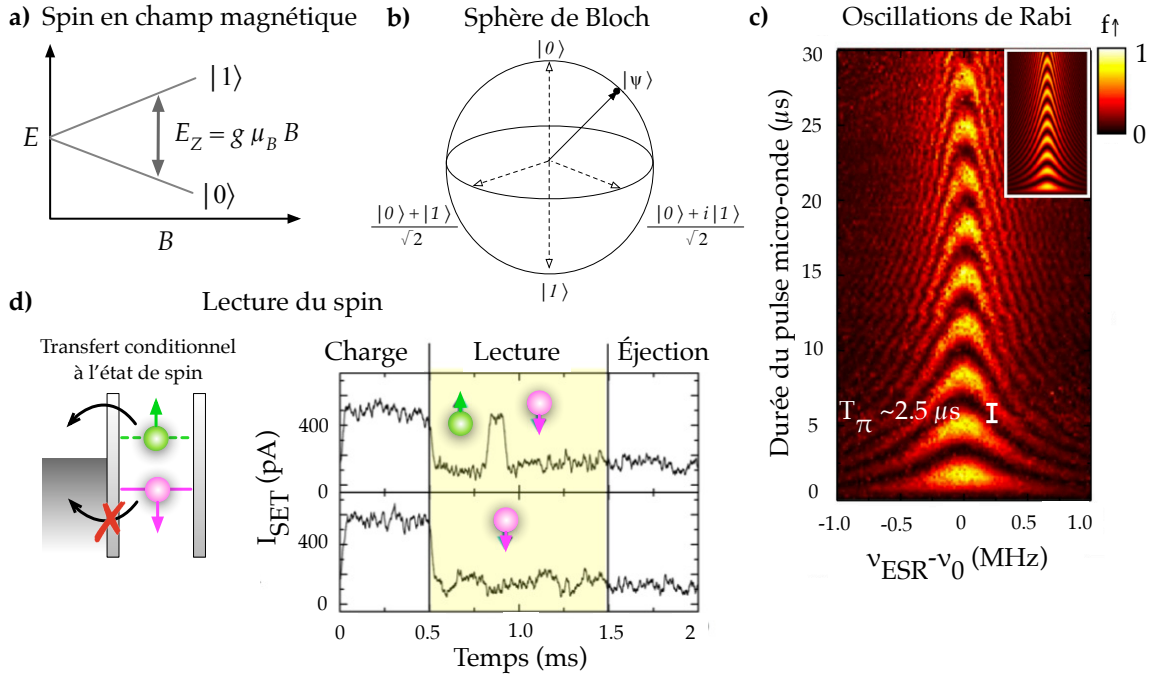 a) Spin en champ magnétique
E
|1⟩
E_Z = g μ_B B
|0⟩
B
b) Sphère de Bloch
|0⟩
|ψ⟩
|0⟩+|1⟩
√2
|0⟩+i|1⟩
√2
|1⟩
c) Oscillations de Rabi
f↑
1
0
Durée du pulse micro-onde (μs)
30
25
20
15
10
5
0
T_π ~2.5 μs
-1.0 -0.5 0 0.5 1.0
ν_ESR-ν_0 (MHz)
d) Lecture du spin
Transfert conditionnel
à l'état de spin
Charge Lecture Éjection
I_SET (pA)
400
0
400
0
0 0.5 1.0 1.5 2
Temps (ms)